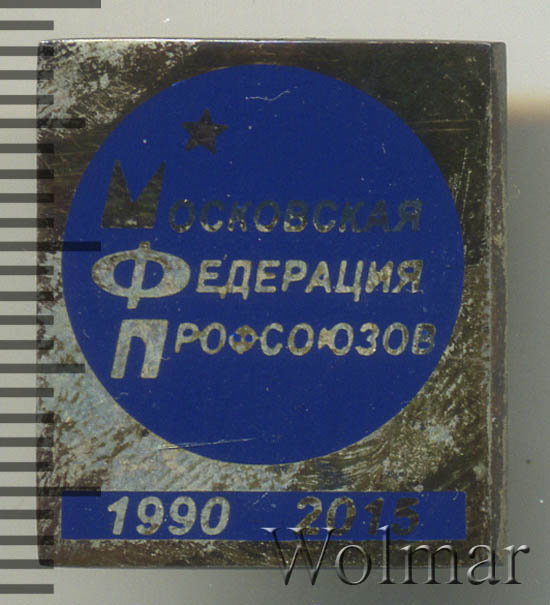 Московская
Федерация
Профсоюзов
1990 2015
Wolmar